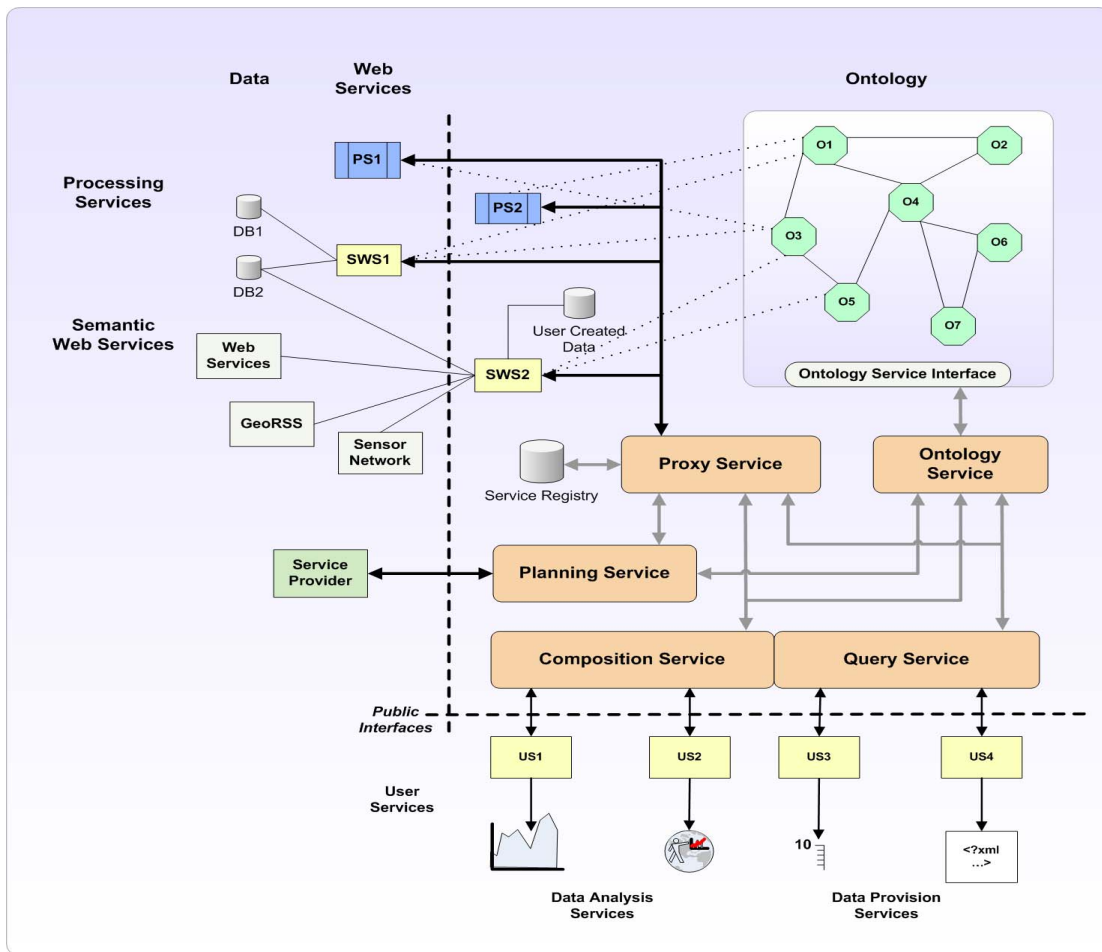 Data
Web
Services
Ontology
PS1
O1
O2
Processing
Services
PS2
O4
DB1
O3
O6
SWS1
DB2
O5
User Created
Data
O7
Semantic
Web Services
Web
Services
SWS2
Ontology Service Interface
GeoRSS
Sensor
Network
Proxy Service
Ontology
Service
Service Registry
Service
Provider
Planning Service
Composition Service
Query Service
Public
Interfaces
US1
US2
US3
US4
User
Services
10
<?xml
...>
Data Analysis
Services
Data Provision
Services